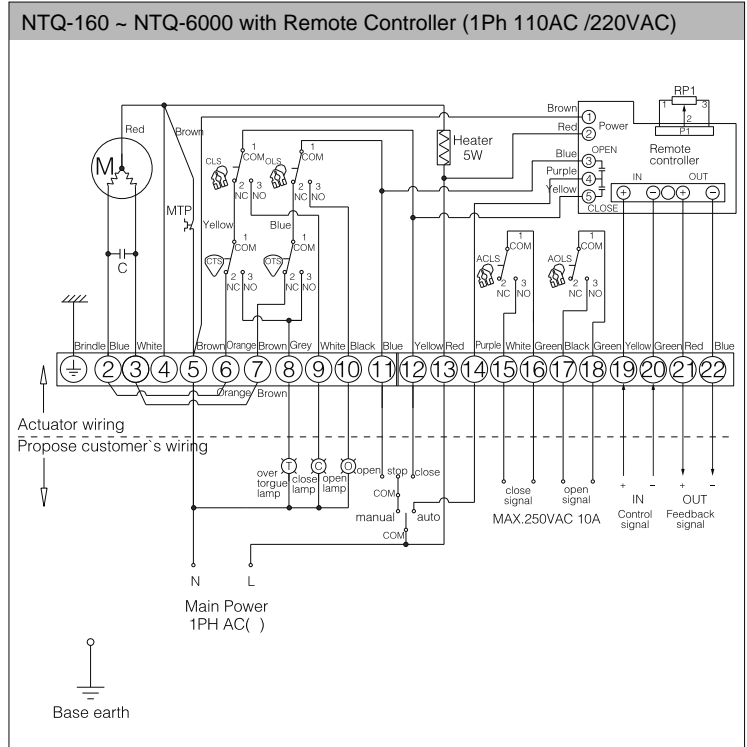 NTQ-160 ~ NTQ-6000 with Remote Controller (1Ph 110AC /220VAC)
RP1
1 3
2
P1
Remote
controller
Brown 1
Power
Red 2
Blue 3 OPEN
Purple 4
Yellow 5
CLOSE
IN OUT
+ - + -
Red
Brown
M
MTP
C
Heater
5W
CLS
1
COM
2 3
NC NO
OLS
1
COM
2 3
NC NO
Yellow
Blue
CTS
1
COM
2 3
NC NO
OTS
1
COM
2 3
NC NO
ACLS
1
COM
2 3
NC NO
AOLS
1
COM
2 3
NC NO
Brindle Blue White Brown Orange Brown Grey White Black Blue Yellow Red Purple White Green Black Green Yellow Green Red Blue
2 3 4 5 6 7 8 9 10 11 12 13 14 15 16 17 18 19 20 21 22
Orange Brown
Actuator wiring
Propose customer`s wiring
T C O
over
torgue
lamp
close
lamp
open
lamp
open stop close
COM
manual auto
COM
close
signal
open
signal
MAX.250VAC 10A
+ -
IN
Control
signal
+ -
OUT
Feedback
signal
N L
Main Power
1PH AC( )
Base earth